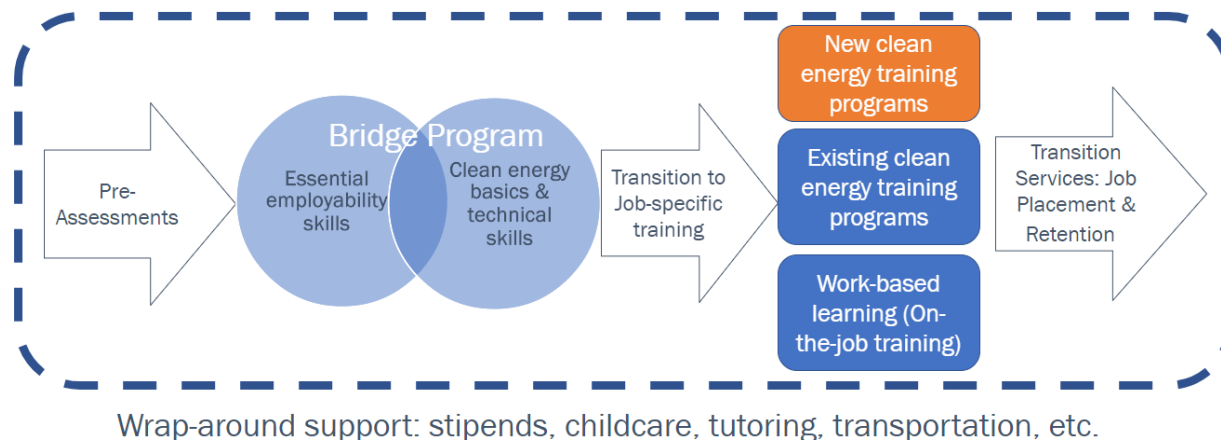 Pre-
Assessments
Bridge Program
Essential
employability
skills
Clean energy
basics &
technical
skills
Transition to
Job-specific
training
New clean
energy training
programs
Existing clean
energy training
programs
Work-based
learning (On-
the-job training)
Transition
Services: Job
Placement &
Retention
Wrap-around support: stipends, childcare, tutoring, transportation, etc.